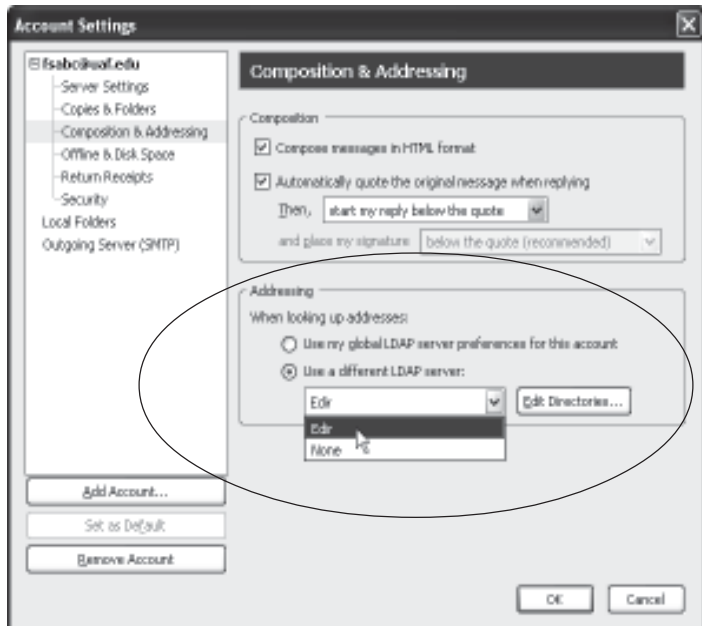 Account Settings
fsabc@uaf.edu
Server Settings
Copies & Folders
Composition & Addressing
Offline & Disk Space
Return Receipts
Security
Local Folders
Outgoing Server (SMTP)
Add Account...
Set as Default
Remove Account
Composition & Addressing
Composition
Compose messages in HTML format
Automatically quote the original message when replying
Then, start my reply below the quote
and place my signature below the quote (recommended)
Addressing
When looking up addresses:
Use my global LDAP server preferences for this account
Use a different LDAP server:
Edir Edit Directories...
Edir
None
OK Cancel